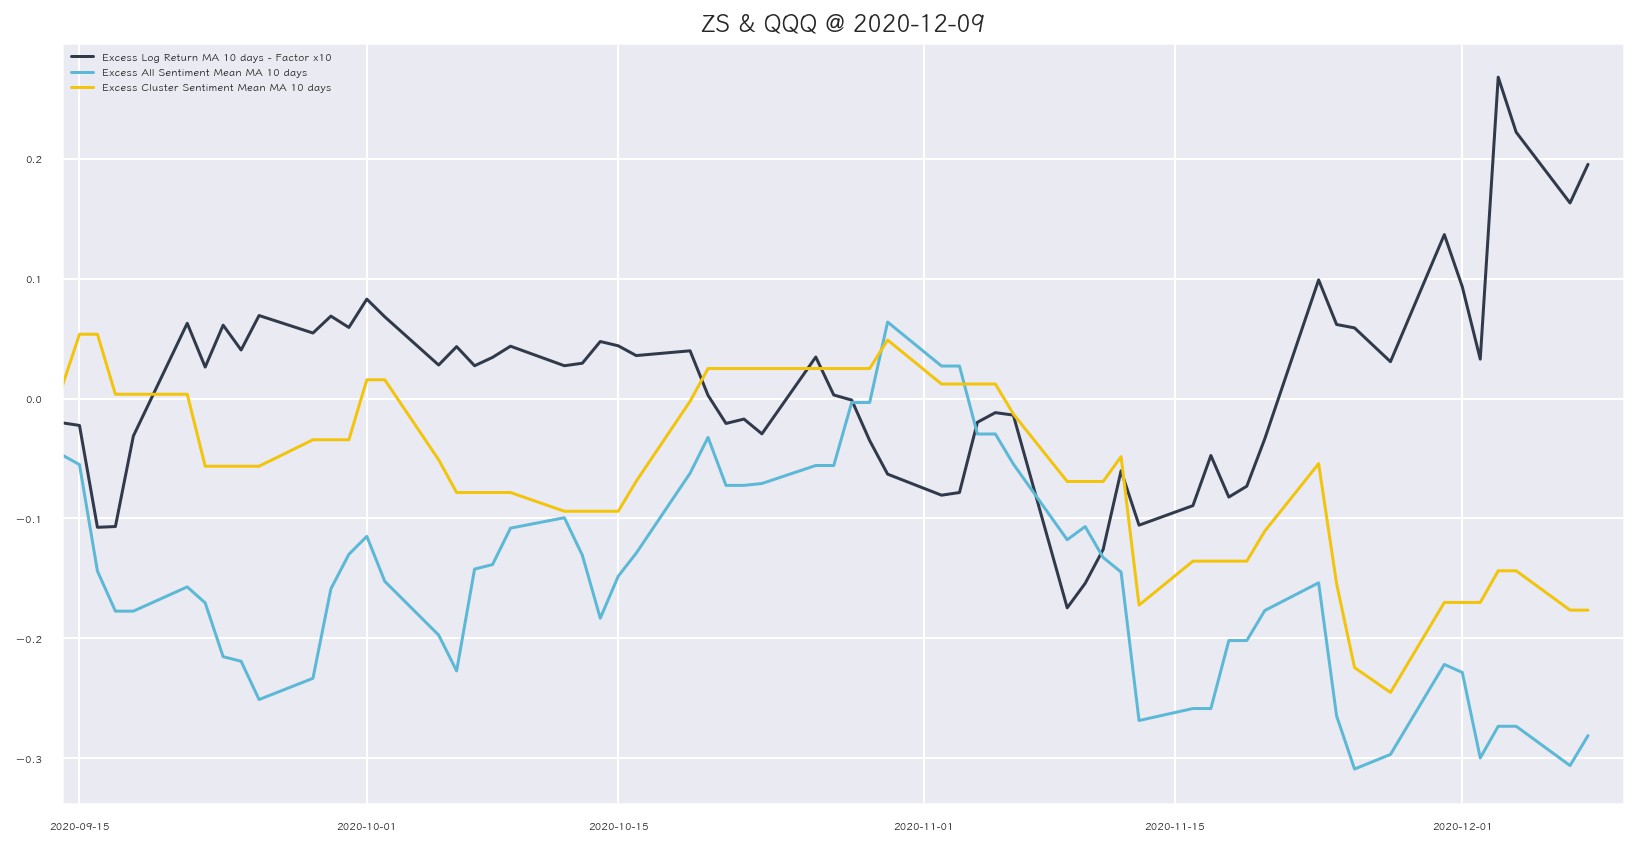 ZS & QQQ @ 2020-12-09
Excess Log Return MA 10 days - Factor x10
Excess All Sentiment Mean MA 10 days
Excess Cluster Sentiment Mean MA 10 days
0.2
0.1
0.0
−0.1
−0.2
−0.3
2020-09-15 2020-10-01 2020-10-15 2020-11-01 2020-11-15 2020-12-01